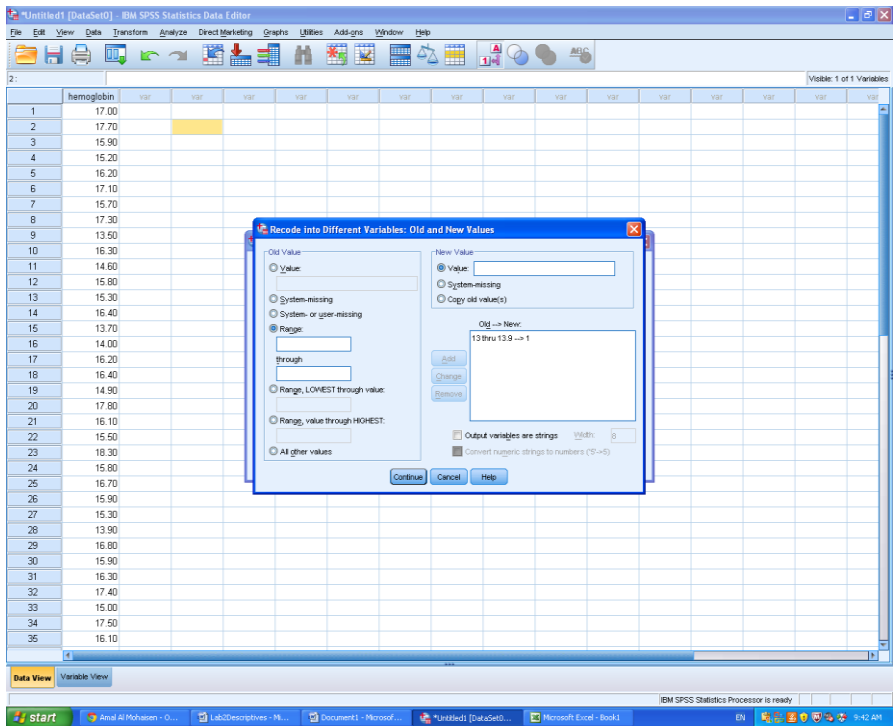 *Untitled1 [DataSet0] - IBM SPSS Statistics Data Editor
File Edit View Data Transform Analyze Direct Marketing Graphs Utilities Add-ons Window Help
2 :
Visible: 1 of 1 Variables
hemoglobin var var var var var var var var var var var var var var var
1 17.00
2 17.70
3 15.90
4 15.20
5 16.20
6 17.10
7 15.70
8 17.30
9 13.50
10 16.30
11 14.60
12 15.80
13 15.30
14 16.40
15 13.70
16 14.00
17 16.20
18 16.40
19 14.90
20 17.80
21 16.10
22 15.50
23 18.30
24 15.80
25 16.70
26 15.90
27 15.30
28 13.90
29 16.80
30 15.90
31 16.30
32 17.40
33 15.00
34 17.50
35 16.10
Recode into Different Variables: Old and New Values
Old Value
Value:
System-missing
System- or user-missing
Range:
through
Range, LOWEST through value:
Range, value through HIGHEST:
All other values
New Value
Value:
System-missing
Copy old value(s)
Old --> New:
13 thru 13.9 --> 1
Add
Change
Remove
Output variables are strings Width: 8
Convert numeric strings to numbers ('5'->5)
Continue Cancel Help
Data View Variable View
IBM SPSS Statistics Processor is ready
start Amal Al Mohaisen - O... Lab2Descriptives - Mi... Document1 - Microsof... *Untitled1 [DataSet0... Microsoft Excel - Book1 EN 9:42 AM